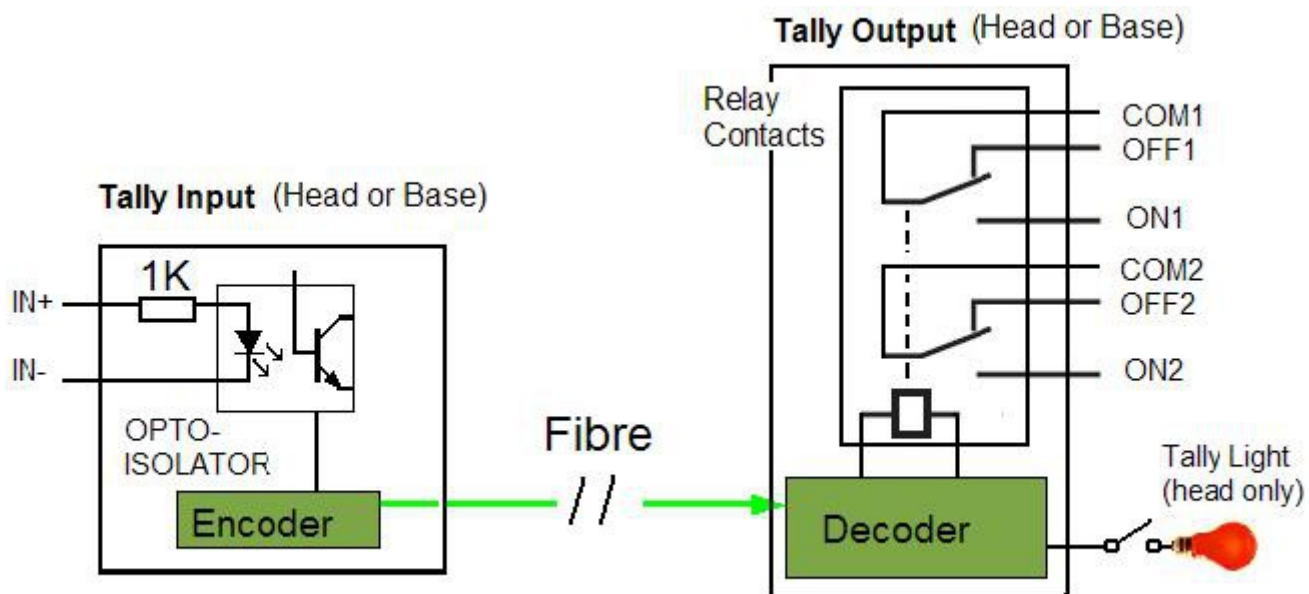 Tally Output (Head or Base)
Relay
Contacts
COM1
OFF1
ON1
COM2
OFF2
ON2
Tally Input (Head or Base)
1K
IN+
IN-
OPTO-
ISOLATOR
Encoder
Fibre
Decoder
Tally Light
(head only)